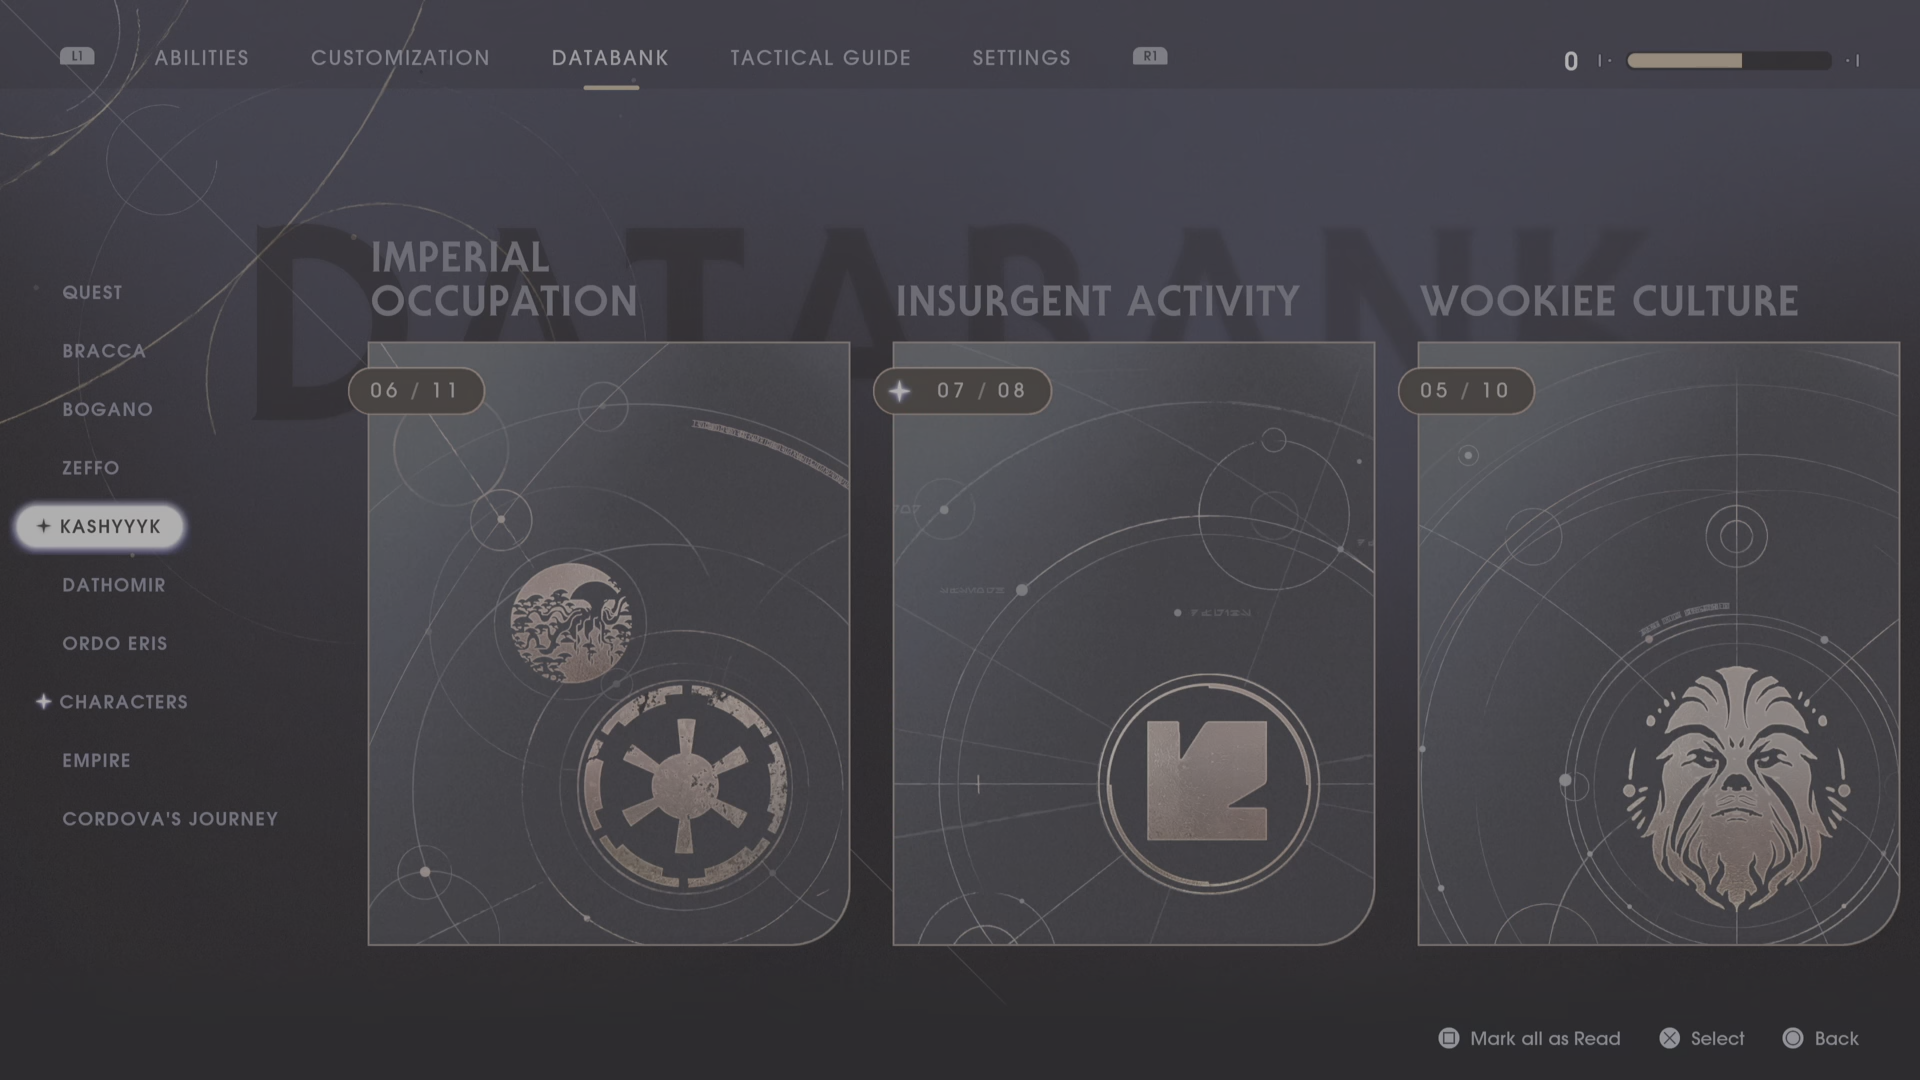 L1 ABILITIES CUSTOMIZATION DATABANK TACTICAL GUIDE SETTINGS R1 0
DATABANK
QUEST
BRACCA
BOGANO
ZEFFO
KASHYYYK
DATHOMIR
ORDO ERIS
CHARACTERS
EMPIRE
CORDOVA'S JOURNEY
IMPERIAL
OCCUPATION
06 / 11
INSURGENT ACTIVITY
07 / 08
WOOKIEE CULTURE
05 / 10
Mark all as Read Select Back